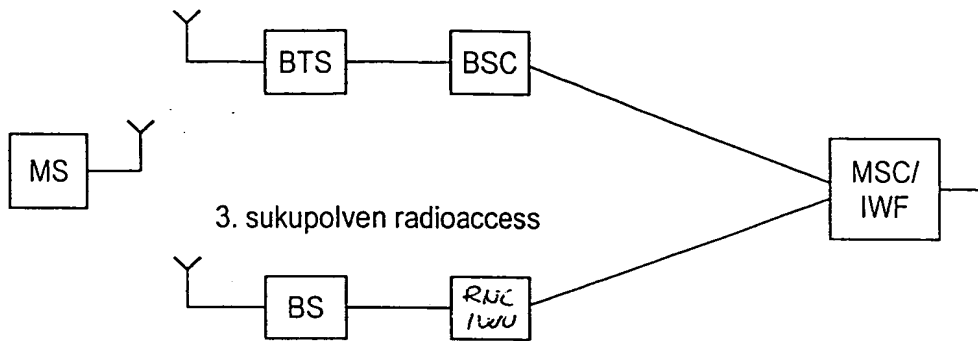 BTS
BSC
MS
MSC/
IWF
3. sukupolven radioaccess
BS
RNC
IWU